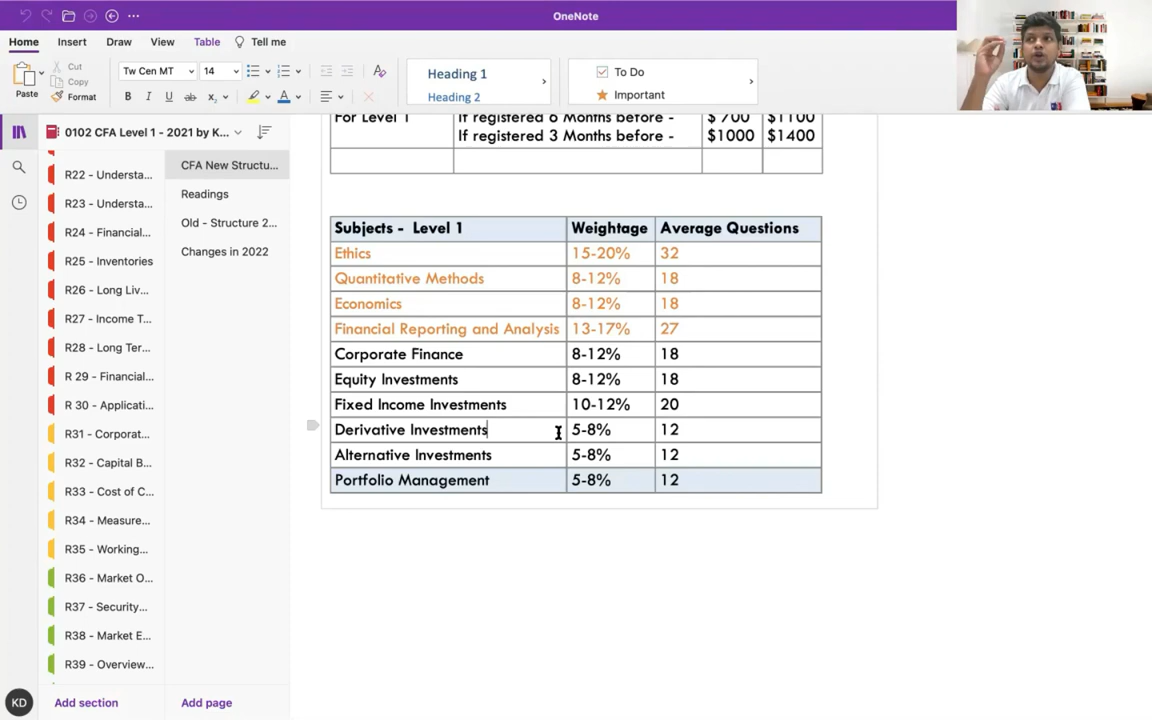 OneNote
Home Insert Draw View Table Tell me
Paste
Cut
Copy
Format
Tw Cen MT 14
B I U ab x₂ A
Heading 1
Heading 2
To Do
Important
0102 CFA Level 1 - 2021 by K...
R22 - Understa...
R23 - Understa...
R24 - Financial...
R25 - Inventories
R26 - Long Liv...
R27 - Income T...
R28 - Long Ter...
R 29 - Financial...
R 30 - Applicati...
R31 - Corporat...
R32 - Capital B...
R33 - Cost of C...
R34 - Measure...
R35 - Working...
R36 - Market O...
R37 - Security...
R38 - Market E...
R39 - Overview...
KD
Add section
CFA New Structu...
Readings
Old - Structure 2...
Changes in 2022
Add page
For Level 1 If registered 6 Months before - $ 700 $1100
If registered 3 Months before - $1000 $1400
Subjects - Level 1 Weightage Average Questions
Ethics 15-20% 32
Quantitative Methods 8-12% 18
Economics 8-12% 18
Financial Reporting and Analysis 13-17% 27
Corporate Finance 8-12% 18
Equity Investments 8-12% 18
Fixed Income Investments 10-12% 20
Derivative Investments 5-8% 12
Alternative Investments 5-8% 12
Portfolio Management 5-8% 12